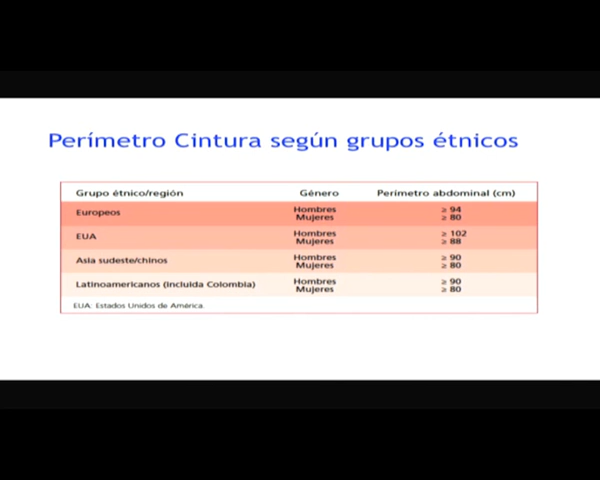 Perímetro Cintura según grupos étnicos
Grupo étnico/región Género Perímetro abdominal (cm)
Europeos Hombres ≥ 94
Mujeres ≥ 80
EUA Hombres ≥ 102
Mujeres ≥ 88
Asia sudeste/chinos Hombres ≥ 90
Mujeres ≥ 80
Latinoamericanos (Incluida Colombia) Hombres ≥ 90
Mujeres ≥ 80
EUA: Estados Unidos de América.